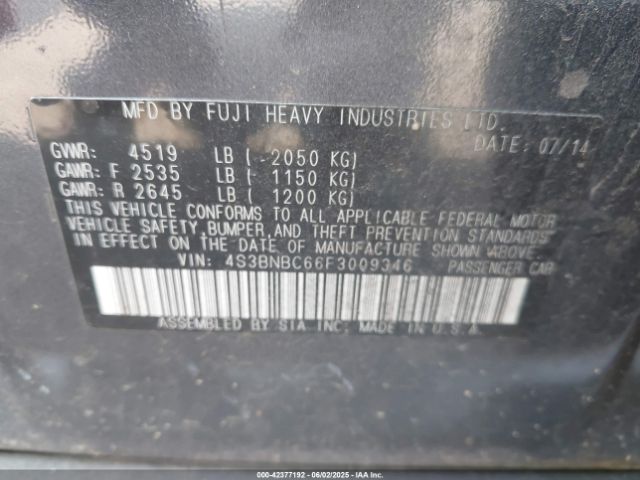 MFD BY FUJI HEAVY INDUSTRIES LTD.
DATE: 07/14
GVWR: 4519 LB ( 2050 KG)
GAWR: F 2535 LB ( 1150 KG)
GAWR: R 2645 LB ( 1200 KG)
THIS VEHICLE CONFORMS TO ALL APPLICABLE FEDERAL MOTOR
VEHICLE SAFETY, BUMPER, AND THEFT PREVENTION STANDARDS
IN EFFECT ON THE DATE OF MANUFACTURE SHOWN ABOVE.
VIN: 4S3BNBC66F3009346 PASSENGER CAR
ASSEMBLED BY SIA INC. MADE IN U.S.A
000-42377192 | 06/02/2025 - IAA Inc.